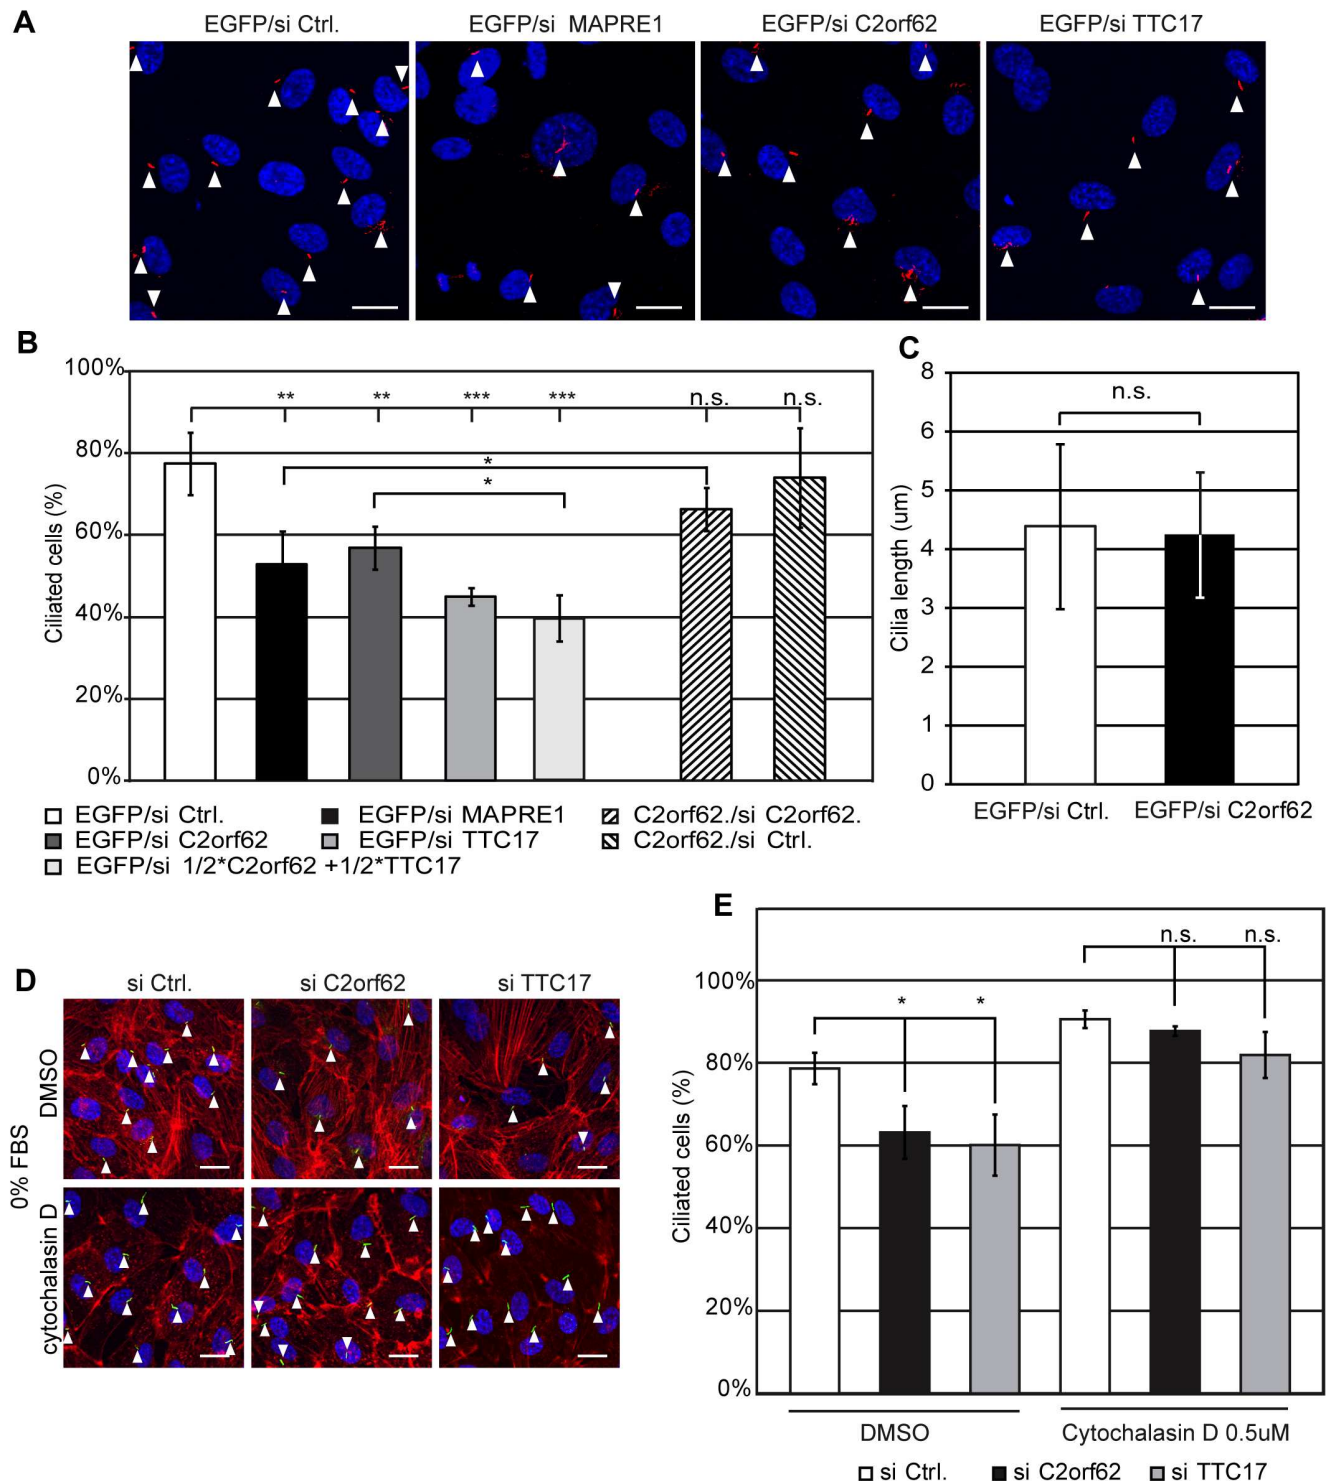 A
EGFP/si Ctrl.
EGFP/si MAPRE1
EGFP/si C2orf62
EGFP/si TTC17
B
100%
80%
60%
40%
20%
0%
Ciliated cells (%)
**
**
***
***
n.s.
n.s.
*
*
EGFP/si Ctrl.
EGFP/si MAPRE1
C2orf62./si C2orf62.
EGFP/si C2orf62
EGFP/si TTC17
C2orf62./si Ctrl.
EGFP/si 1/2*C2orf62 +1/2*TTC17
C
8
6
5
4
3
2
1
0
Cilia length (um)
n.s.
EGFP/si Ctrl.
EGFP/si C2orf62
D
si Ctrl.
si C2orf62
si TTC17
0% FBS
DMSO
cytochalasin D
E
100%
80%
60%
40%
20%
0%
Ciliated cells (%)
*
*
n.s.
n.s.
DMSO
Cytochalasin D 0.5uM
si Ctrl.
si C2orf62
si TTC17